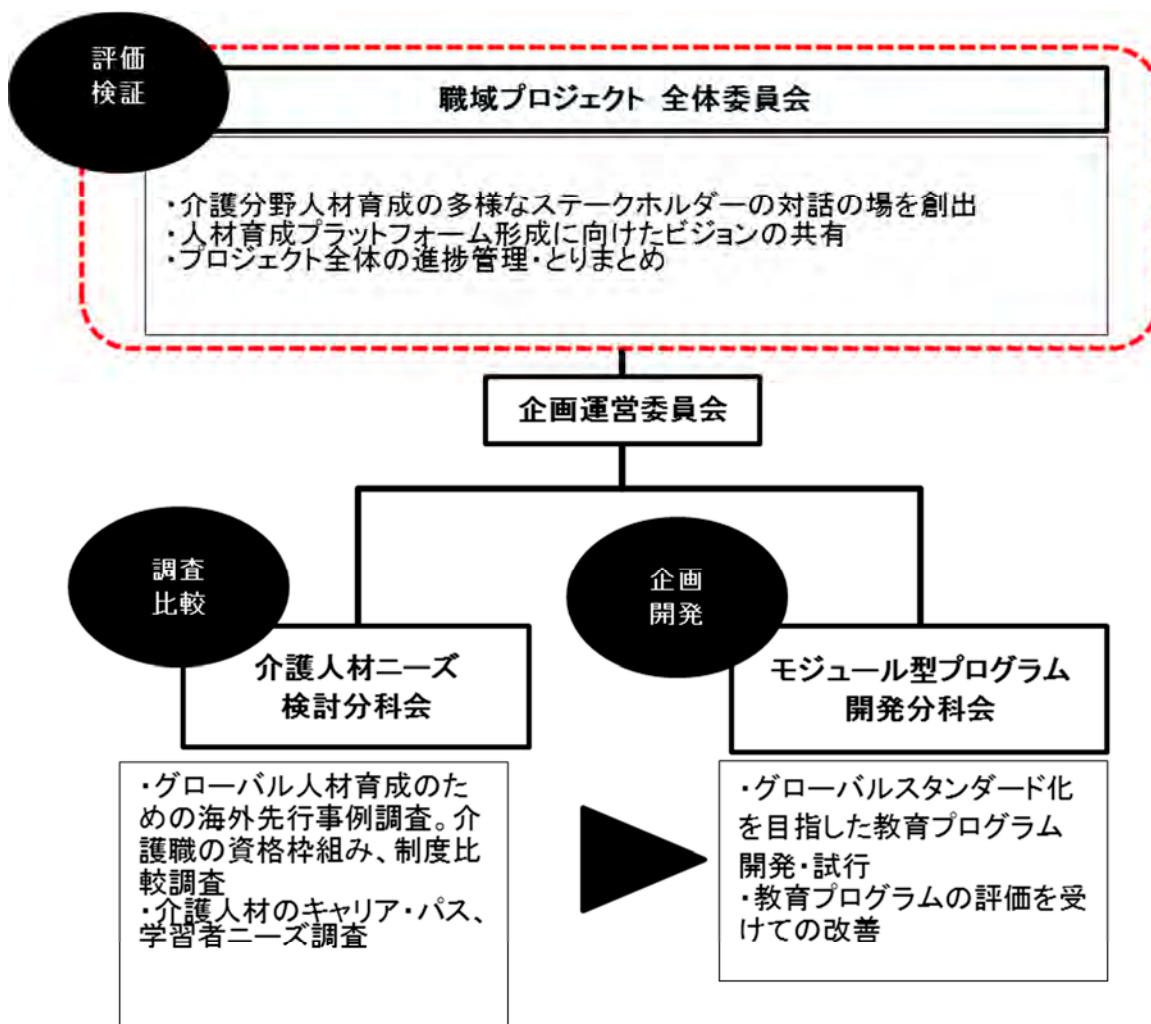 評価
検証
職域プロジェクト 全体委員会
・介護分野人材育成の多様なステークホルダーの対話の場を創出
・人材育成プラットフォーム形成に向けたビジョンの共有
・プロジェクト全体の進捗管理・とりまとめ
企画運営委員会
調査
比較
介護人材ニーズ
検討分科会
・グローバル人材育成のた
めの海外先行事例調査。介
護職の資格枠組み、制度比
較調査
・介護人材のキャリア・パス、
学習者ニーズ調査
企画
開発
モジュール型プログラム
開発分科会
・グローバルスタンダード化
を目指した教育プログラム
開発・試行
・教育プログラムの評価を受
けての改善